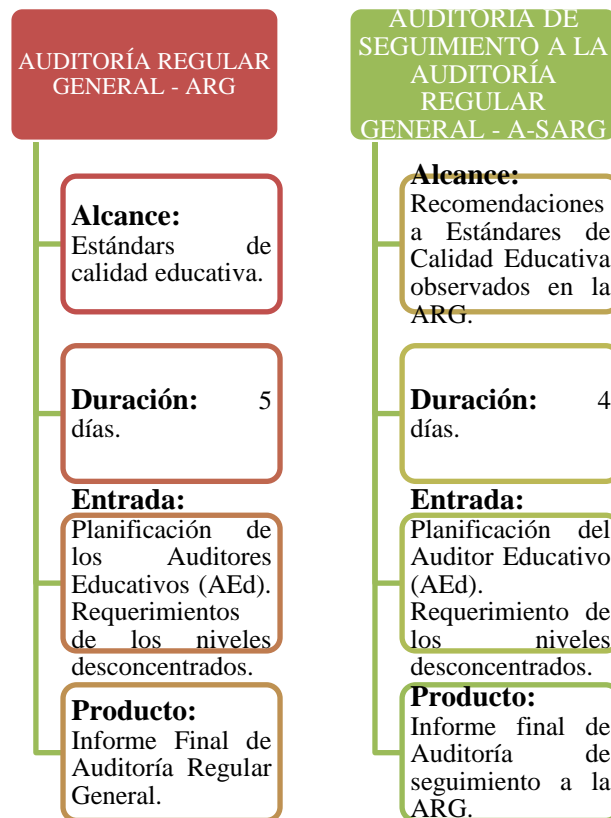 AUDITORÍA REGULAR
GENERAL - ARG
Alcance:
Estándars de
calidad educativa.
Duración: 5
días.
Entrada:
Planificación de
los Auditores
Educativos (AEd).
Requerimientos
de los niveles
desconcentrados.
Producto:
Informe Final de
Auditoría Regular
General.
AUDITORÍA DE
SEGUIMIENTO A LA
AUDITORÍA
REGULAR
GENERAL - A-SARG
Alcance:
Recomendaciones
a Estándares de
Calidad Educativa
observados en la
ARG.
Duración: 4
días.
Entrada:
Planificación del
Auditor Educativo
(AEd).
Requerimiento de
los niveles
desconcentrados.
Producto:
Informe final de
Auditoría de
seguimiento a la
ARG.